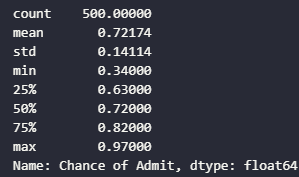 count    500.00000
mean       0.72174
std        0.14114
min        0.34000
25%        0.63000
50%        0.72000
75%        0.82000
max        0.97000
Name: Chance of Admit, dtype: float64